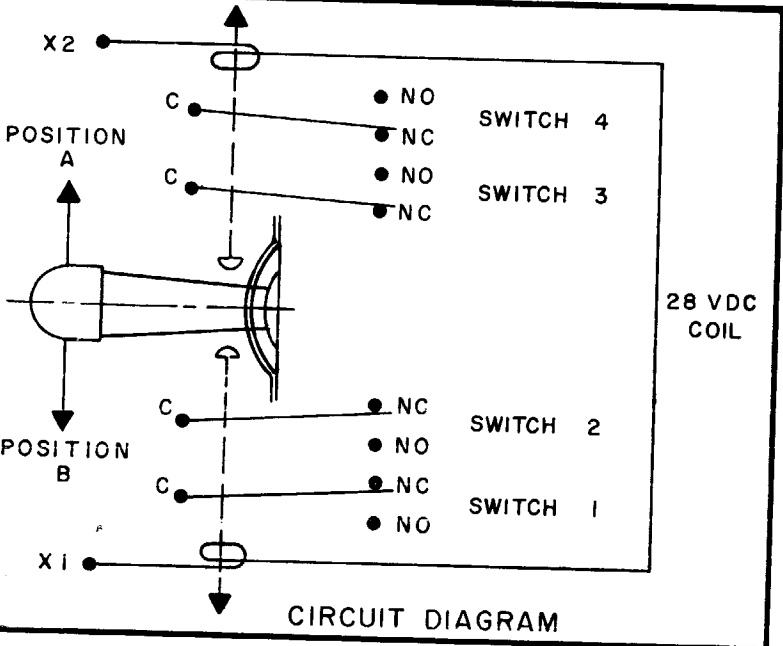 X2
C
NO
SWITCH 4
NC
POSITION
A
C
NO
SWITCH 3
NC
28 VDC
COIL
C
NC
SWITCH 2
NO
POSITION
B
C
NC
SWITCH 1
NO
X1
CIRCUIT DIAGRAM